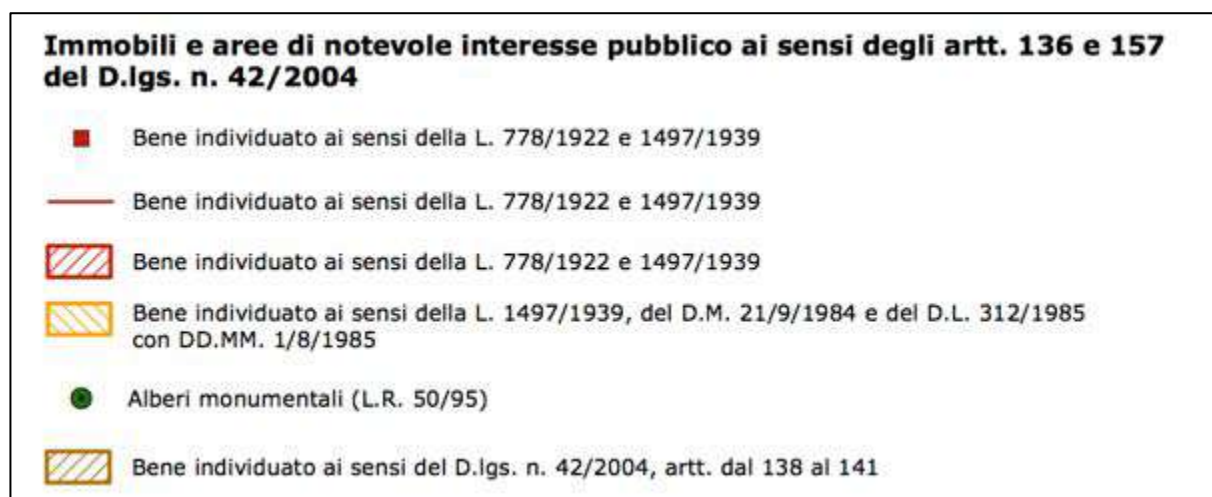 Immobili e aree di notevole interesse pubblico ai sensi degli artt. 136 e 157
del D.lgs. n. 42/2004
Bene individuato ai sensi della L. 778/1922 e 1497/1939
Bene individuato ai sensi della L. 778/1922 e 1497/1939
Bene individuato ai sensi della L. 778/1922 e 1497/1939
Bene individuato ai sensi della L. 1497/1939, del D.M. 21/9/1984 e del D.L. 312/1985
con DD.MM. 1/8/1985
Alberi monumentali (L.R. 50/95)
Bene individuato ai sensi del D.lgs. n. 42/2004, artt. dal 138 al 141